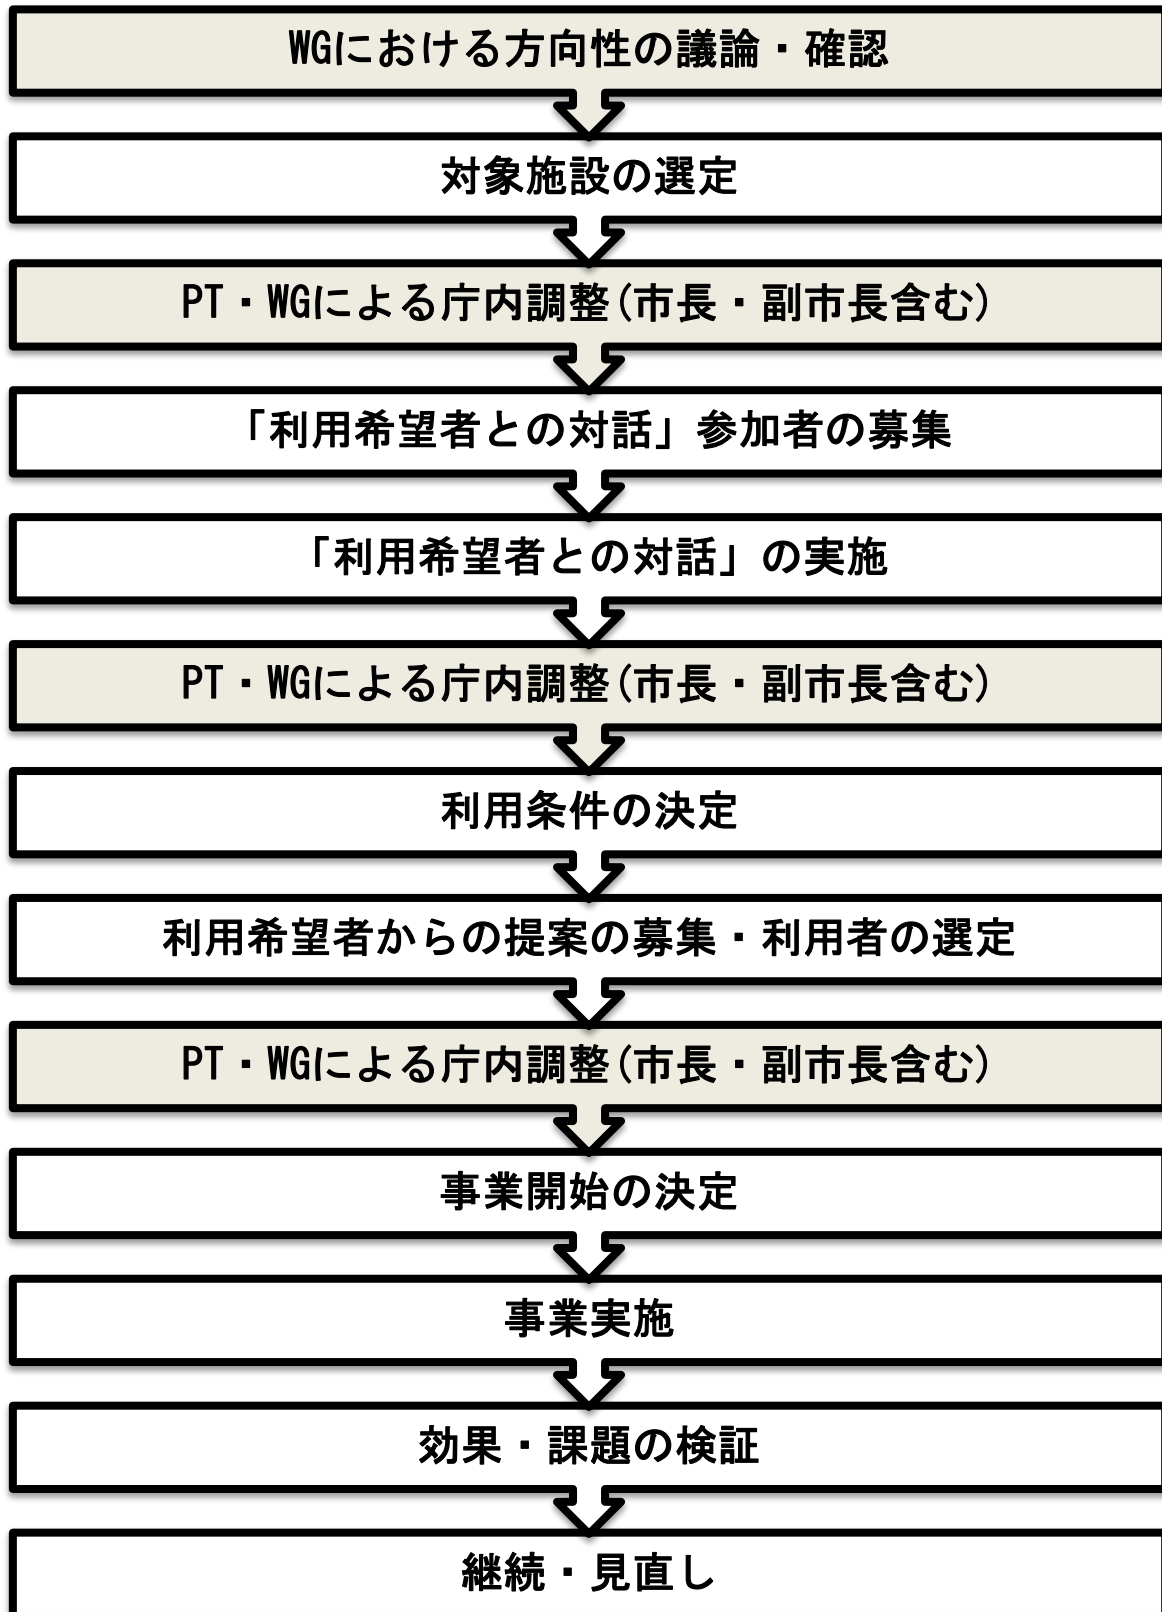 WGにおける方向性の議論・確認
対象施設の選定
PT・WGによる庁内調整(市長・副市長含む)
「利用希望者との対話」参加者の募集
「利用希望者との対話」の実施
PT・WGによる庁内調整(市長・副市長含む)
利用条件の決定
利用希望者からの提案の募集・利用者の選定
PT・WGによる庁内調整(市長・副市長含む)
事業開始の決定
事業実施
効果・課題の検証
継続・見直し